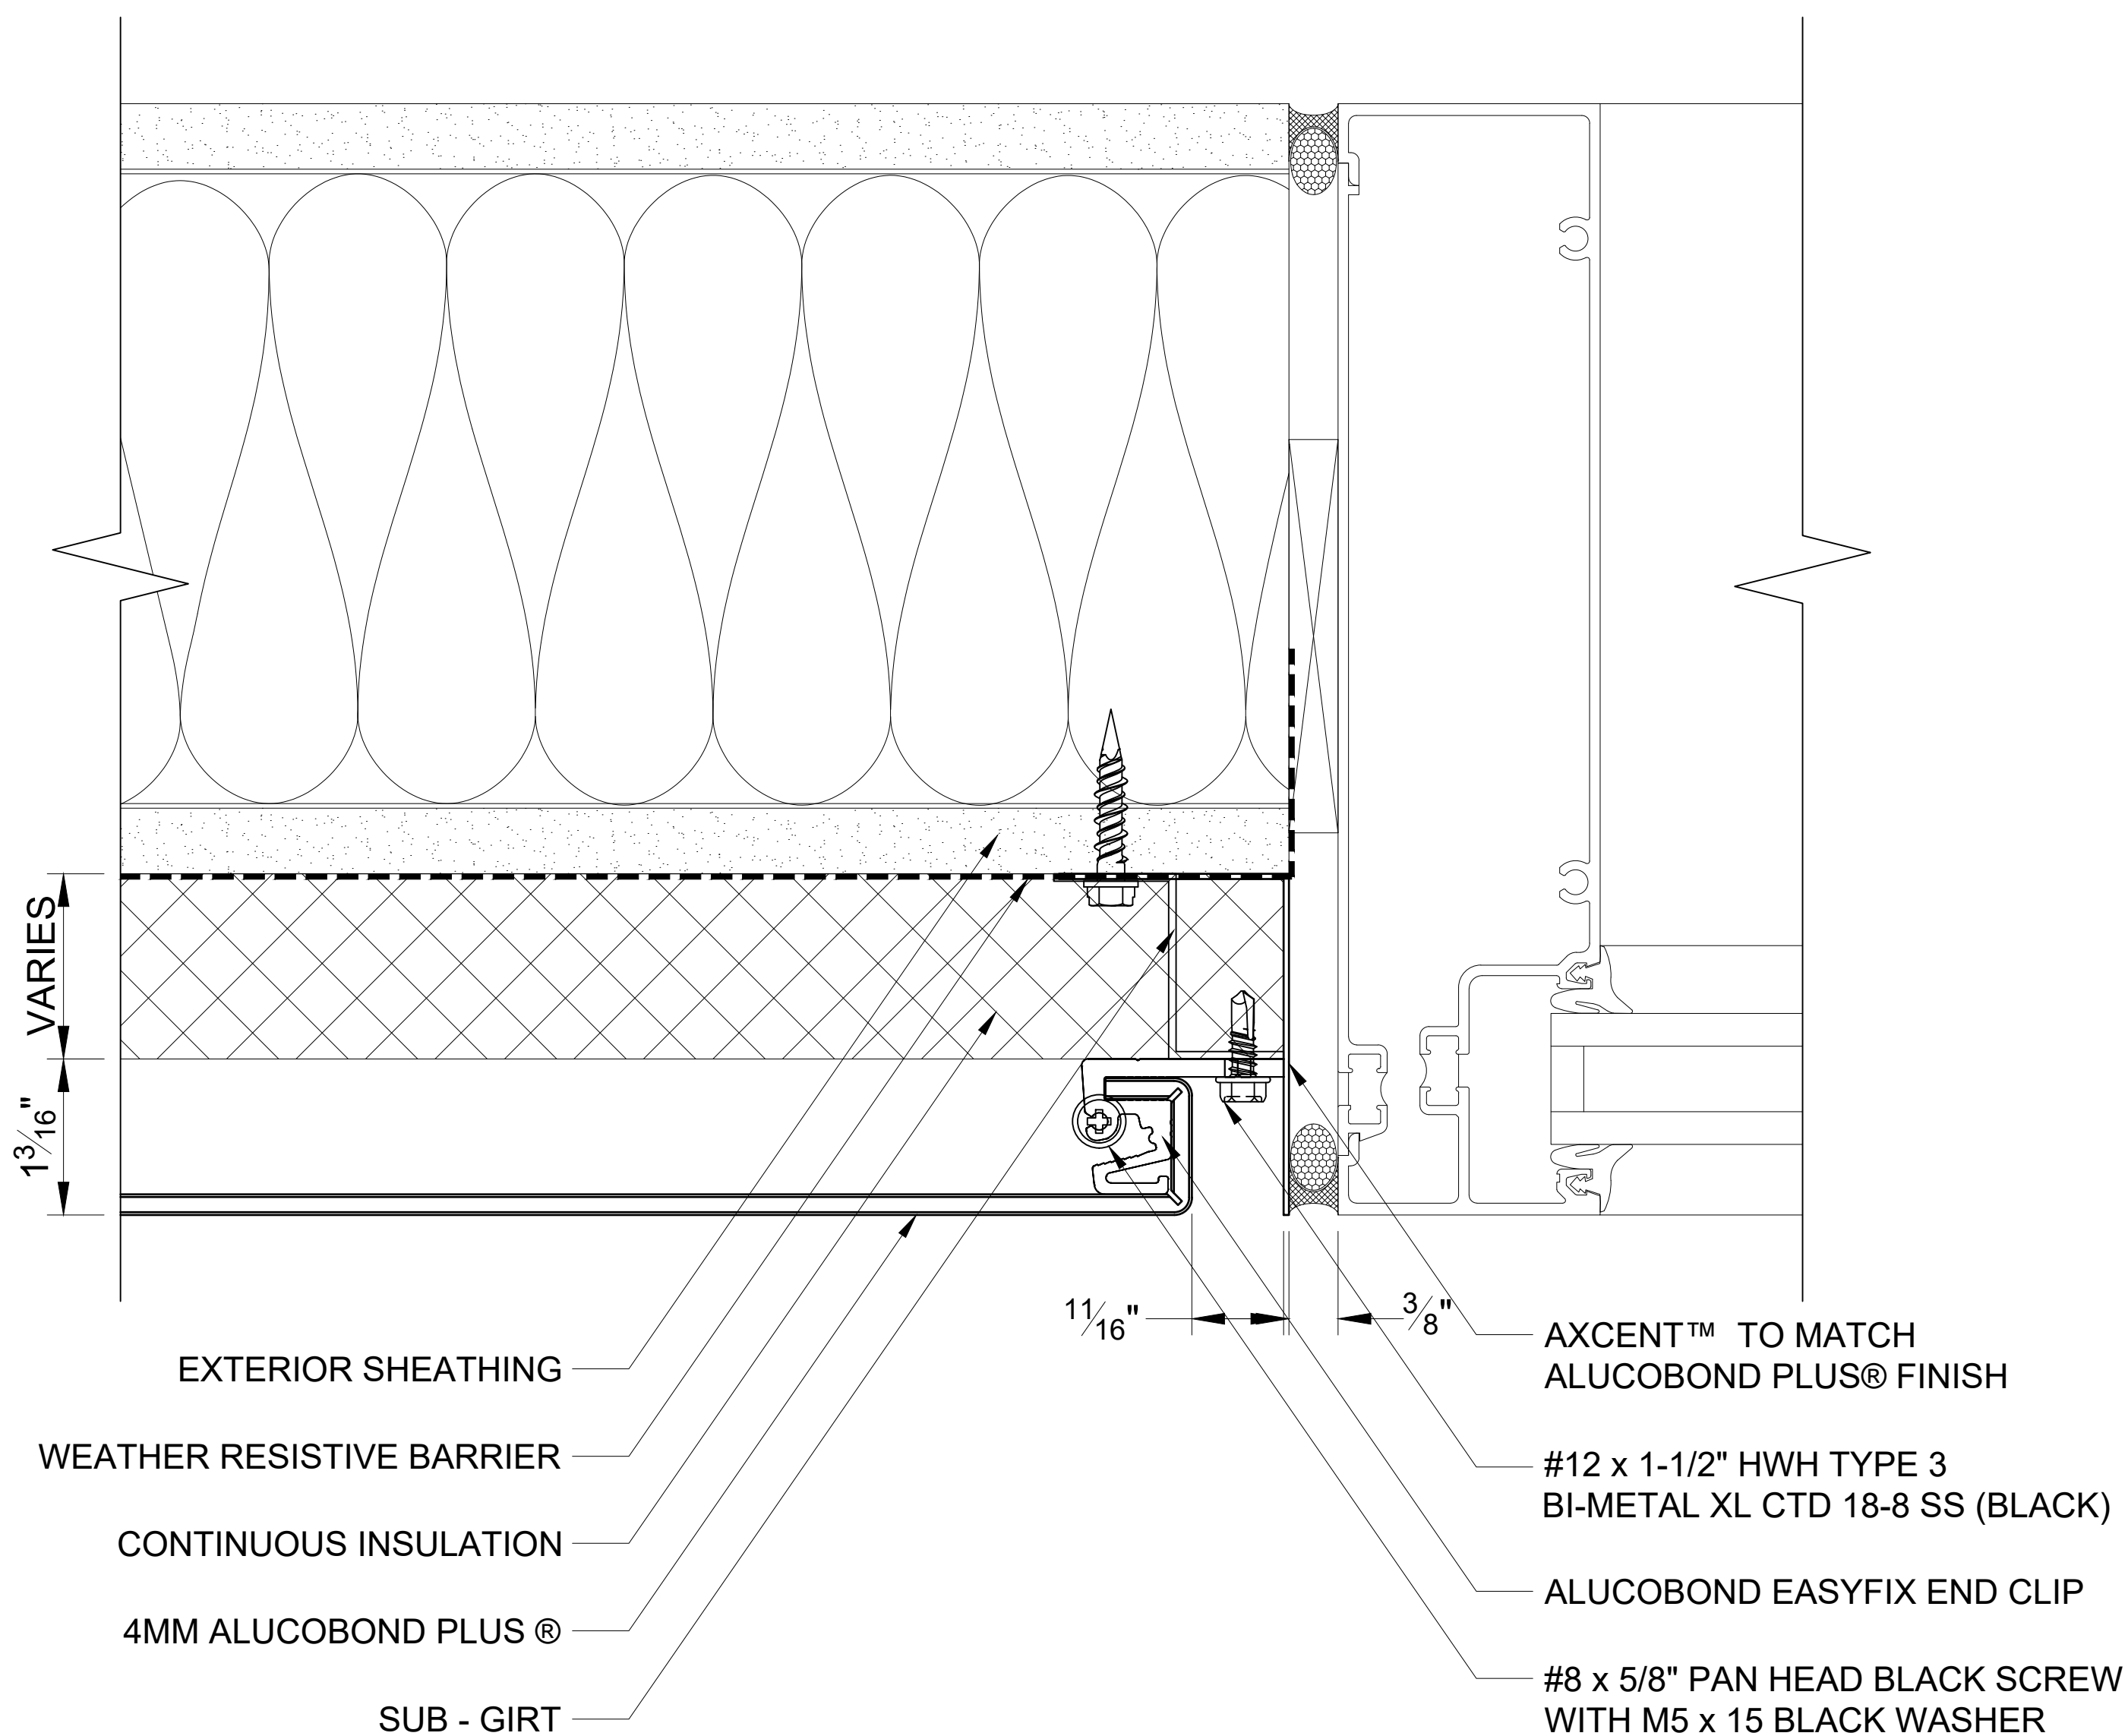 VARIES
1 3/16"
11/16"
3/8"
EXTERIOR SHEATHING
WEATHER RESISTIVE BARRIER
CONTINUOUS INSULATION
4MM ALUCOBOND PLUS ®
SUB - GIRT
AXCENT™ TO MATCH
ALUCOBOND PLUS® FINISH
#12 x 1-1/2" HWH TYPE 3
BI-METAL XL CTD 18-8 SS (BLACK)
ALUCOBOND EASYFIX END CLIP
#8 x 5/8" PAN HEAD BLACK SCREW
WITH M5 x 15 BLACK WASHER